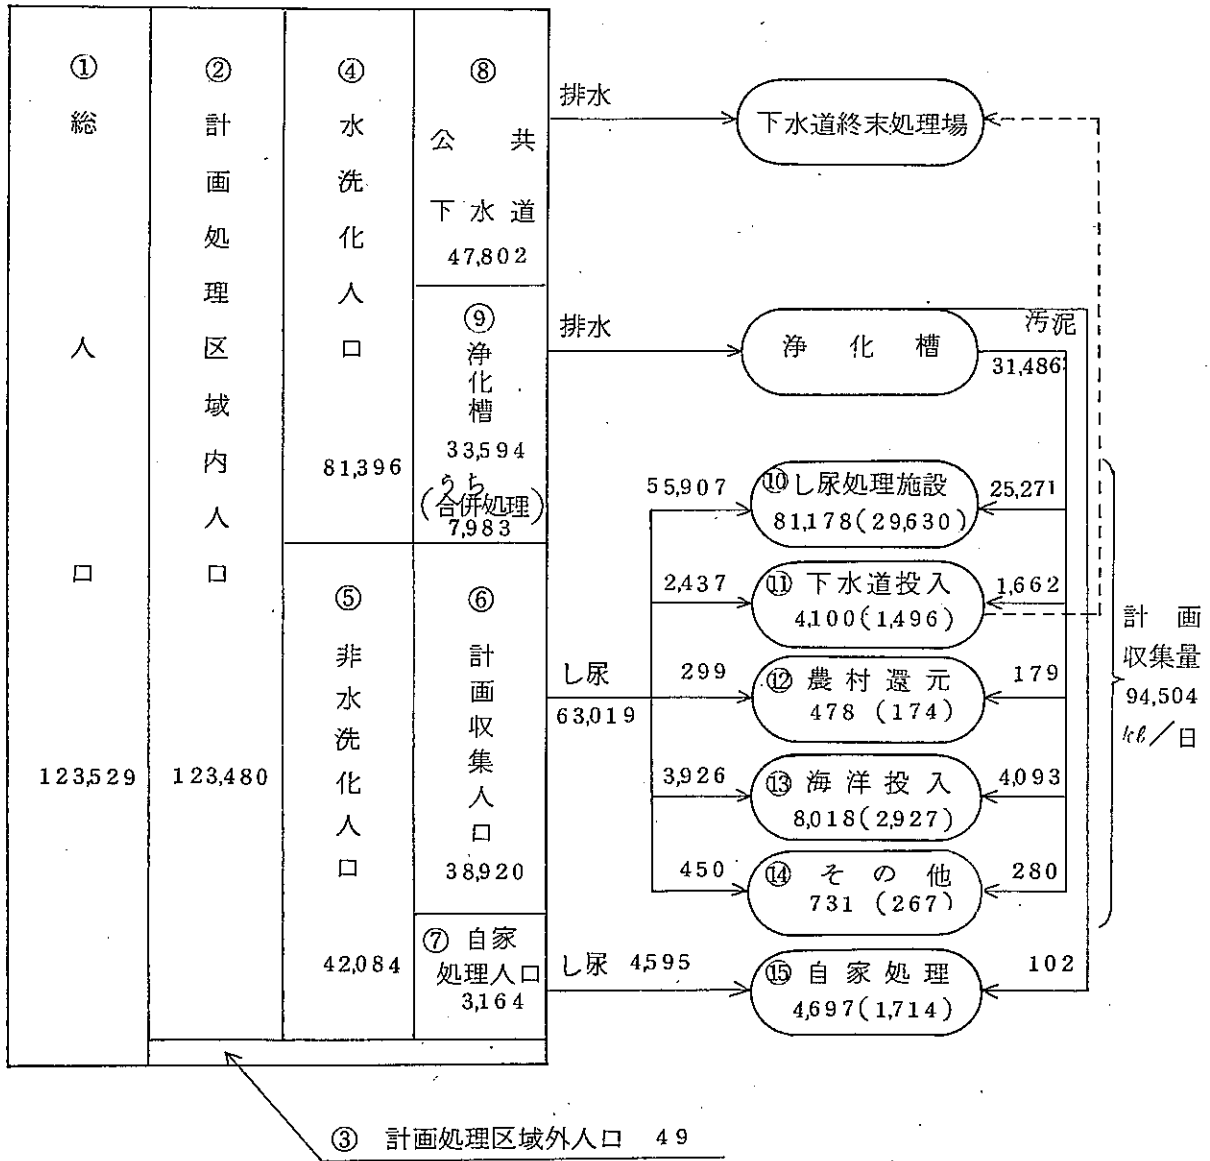 ① 総人口
123,529
② 計画処理区域内人口
123,480
④ 水洗化人口
81,396
⑧
公共
下水道
47,802
⑨
浄化槽
33,594
うち
(合併処理)
7,983
⑤ 非水洗化人口
42,084
⑥ 計画収集人口
38,920
⑦ 自家
処理人口
3,164
③ 計画処理区域外人口 49
排水
下水道終末処理場
排水
浄化槽
汚泥
31,486
55,907
⑩し尿処理施設
81,178(29,630)
25,271
2,437
⑪ 下水道投入
4,100(1,496)
1,662
し尿
63,019
299
⑫ 農村還元
478 (174)
179
3,926
⑬ 海洋投入
8,018(2,927)
4,093
450
⑭ その他
731 (267)
280
し尿 4,595
⑮ 自家処理
4,697(1,714)
102
計画
収集量
94,504
kℓ/日